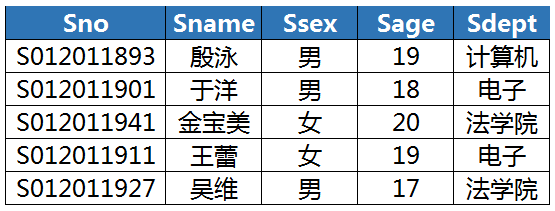 Sno Sname Ssex Sage Sdept
S012011893 殷泳 男 19 计算机
S012011901 于洋 男 18 电子
S012011941 金宝美 女 20 法学院
S012011911 王蕾 女 19 电子
S012011927 吴维 男 17 法学院